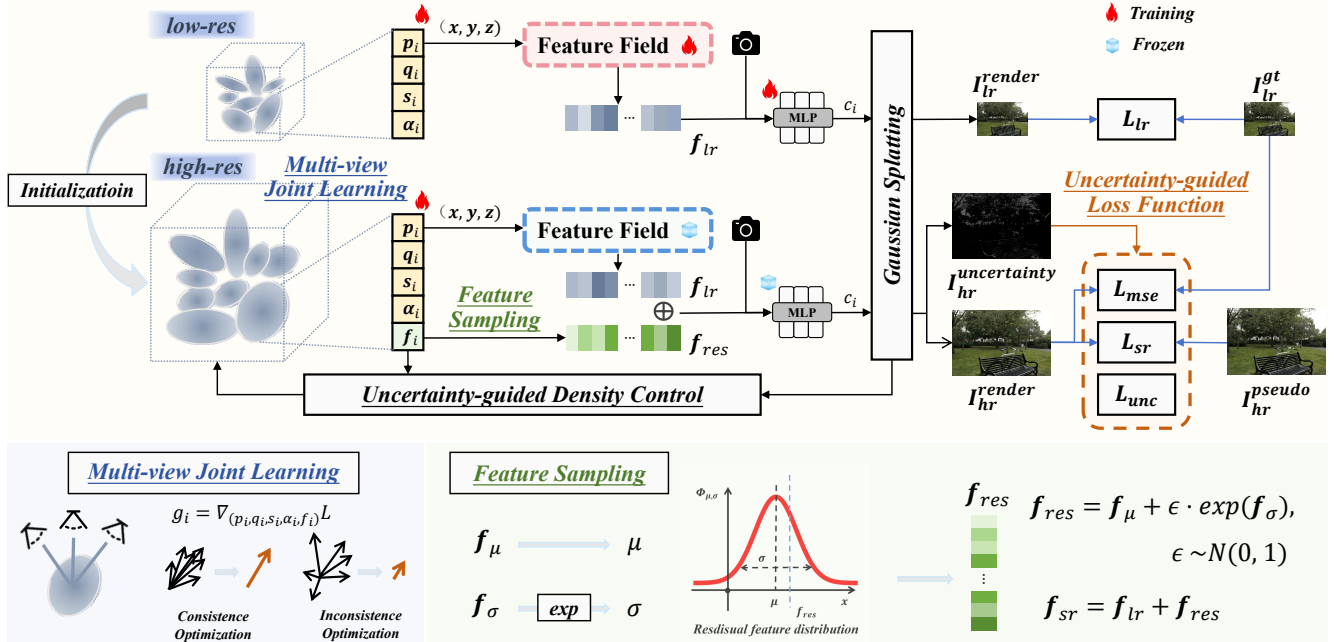 low-res
p_i
q_i
s_i
α_i
(x, y, z)
Feature Field
...
f_lr
MLP
c_i
Gaussian Splatting
Training
Frozen
I_lr^render
L_lr
I_lr^gt
Initializatioin
high-res
Multi-view
Joint Learning
p_i
q_i
s_i
α_i
f_i
(x, y, z)
Feature Field
...
f_lr
⊕
Feature
Sampling
...
f_res
MLP
c_i
Uncertainty-guided Density Control
Uncertainty-guided
Loss Function
I_hr^uncertainty
L_mse
L_sr
L_unc
I_hr^render
I_hr^pseudo
Multi-view Joint Learning
g_i = ∇_(p_i,q_i,s_i,α_i,f_i) L
Consistence
Optimization
Inconsistence
Optimization
Feature Sampling
f_μ μ
f_σ exp σ
Φ_μ,σ
σ
μ
f_res
x
Resdisual feature distribution
f_res
...
f_res = f_μ + ϵ · exp(f_σ),
ϵ ~N(0, 1)
f_sr = f_lr + f_res